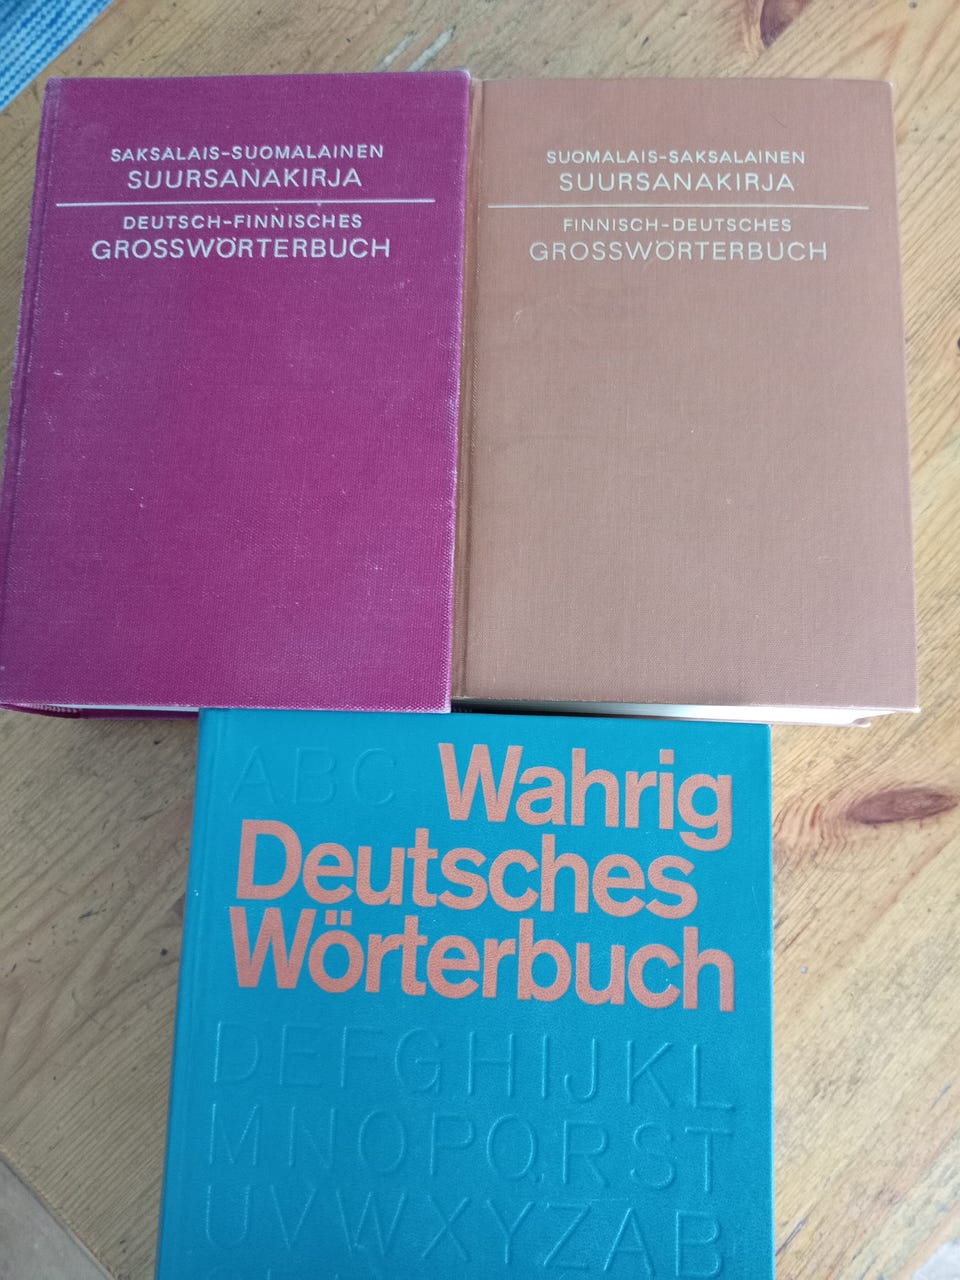 SAKSALAIS-SUOMALAINEN
SUURSANAKIRJA
DEUTSCH-FINNISCHES
GROSSWÖRTERBUCH
SUOMALAIS-SAKSALAINEN
SUURSANAKIRJA
FINNISCH-DEUTSCHES
GROSSWÖRTERBUCH
ABC Wahrig
Deutsches
Wörterbuch
DEFGHIJKL
MNOPQRST
UVWXYZAB